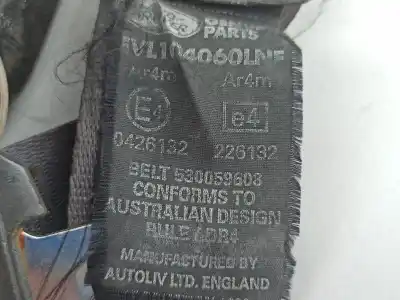 PARTS
EVL104060LNF
Ar4m Ar4m
E4 e4
0426132 226132
BELT 530059608
CONFORMS TO
AUSTRALIAN DESIGN
RULE ADR4
MANUFACTURED BY
AUTOLIV LTD. ENGLAND